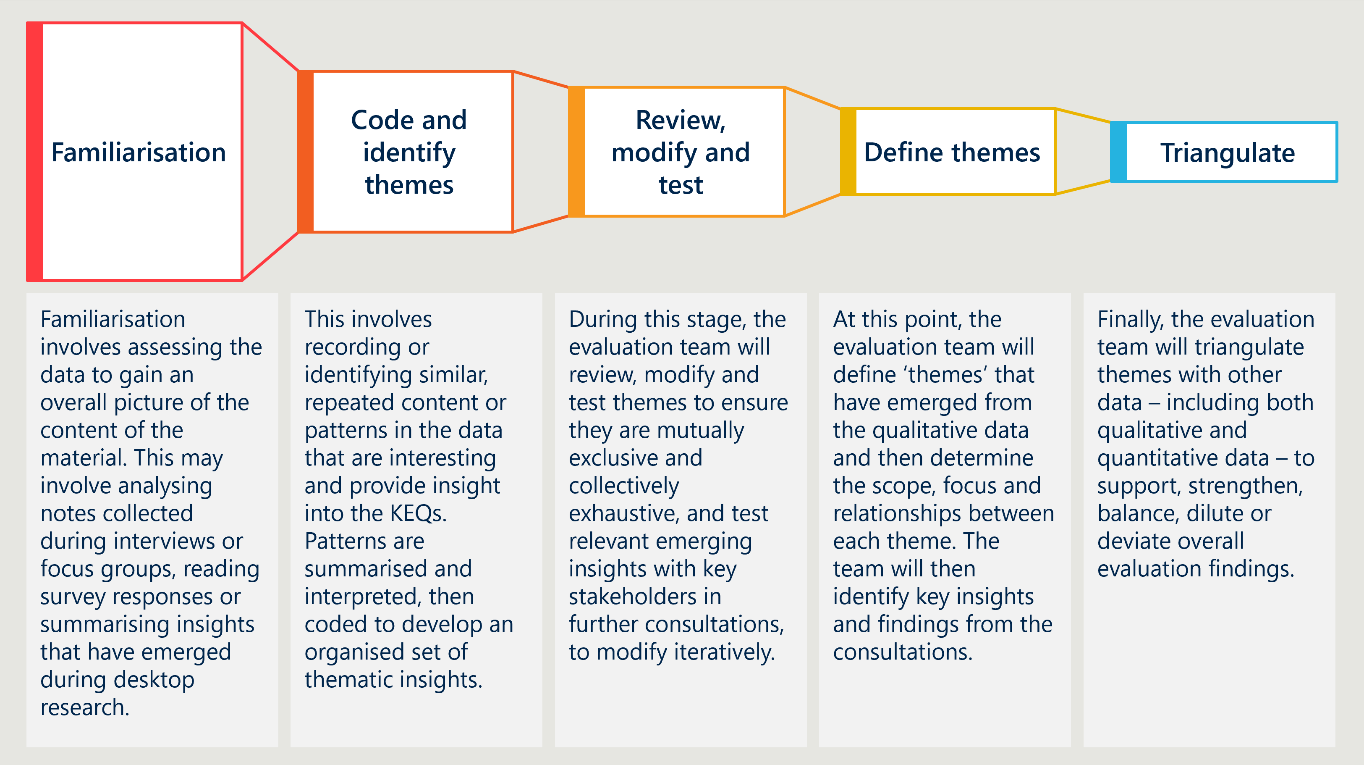 Familiarisation
Code and
identify
themes
Review,
modify and
test
Define themes
Triangulate
Familiarisation
involves assessing the
data to gain an
overall picture of the
content of the
material. This may
involve analysing
notes collected
during interviews or
focus groups, reading
survey responses or
summarising insights
that have emerged
during desktop
research.
This involves
recording or
identifying similar,
repeated content or
patterns in the data
that are interesting
and provide insight
into the KEQs.
Patterns are
summarised and
interpreted, then
coded to develop an
organised set of
thematic insights.
During this stage, the
evaluation team will
review, modify and
test themes to ensure
they are mutually
exclusive and
collectively
exhaustive, and test
relevant emerging
insights with key
stakeholders in
further consultations,
to modify iteratively.
At this point, the
evaluation team will
define ‘themes’ that
have emerged from
the qualitative data
and then determine
the scope, focus and
relationships between
each theme. The
team will then
identify key insights
and findings from the
consultations.
Finally, the evaluation
team will triangulate
themes with other
data – including both
qualitative and
quantitative data – to
support, strengthen,
balance, dilute or
deviate overall
evaluation findings.